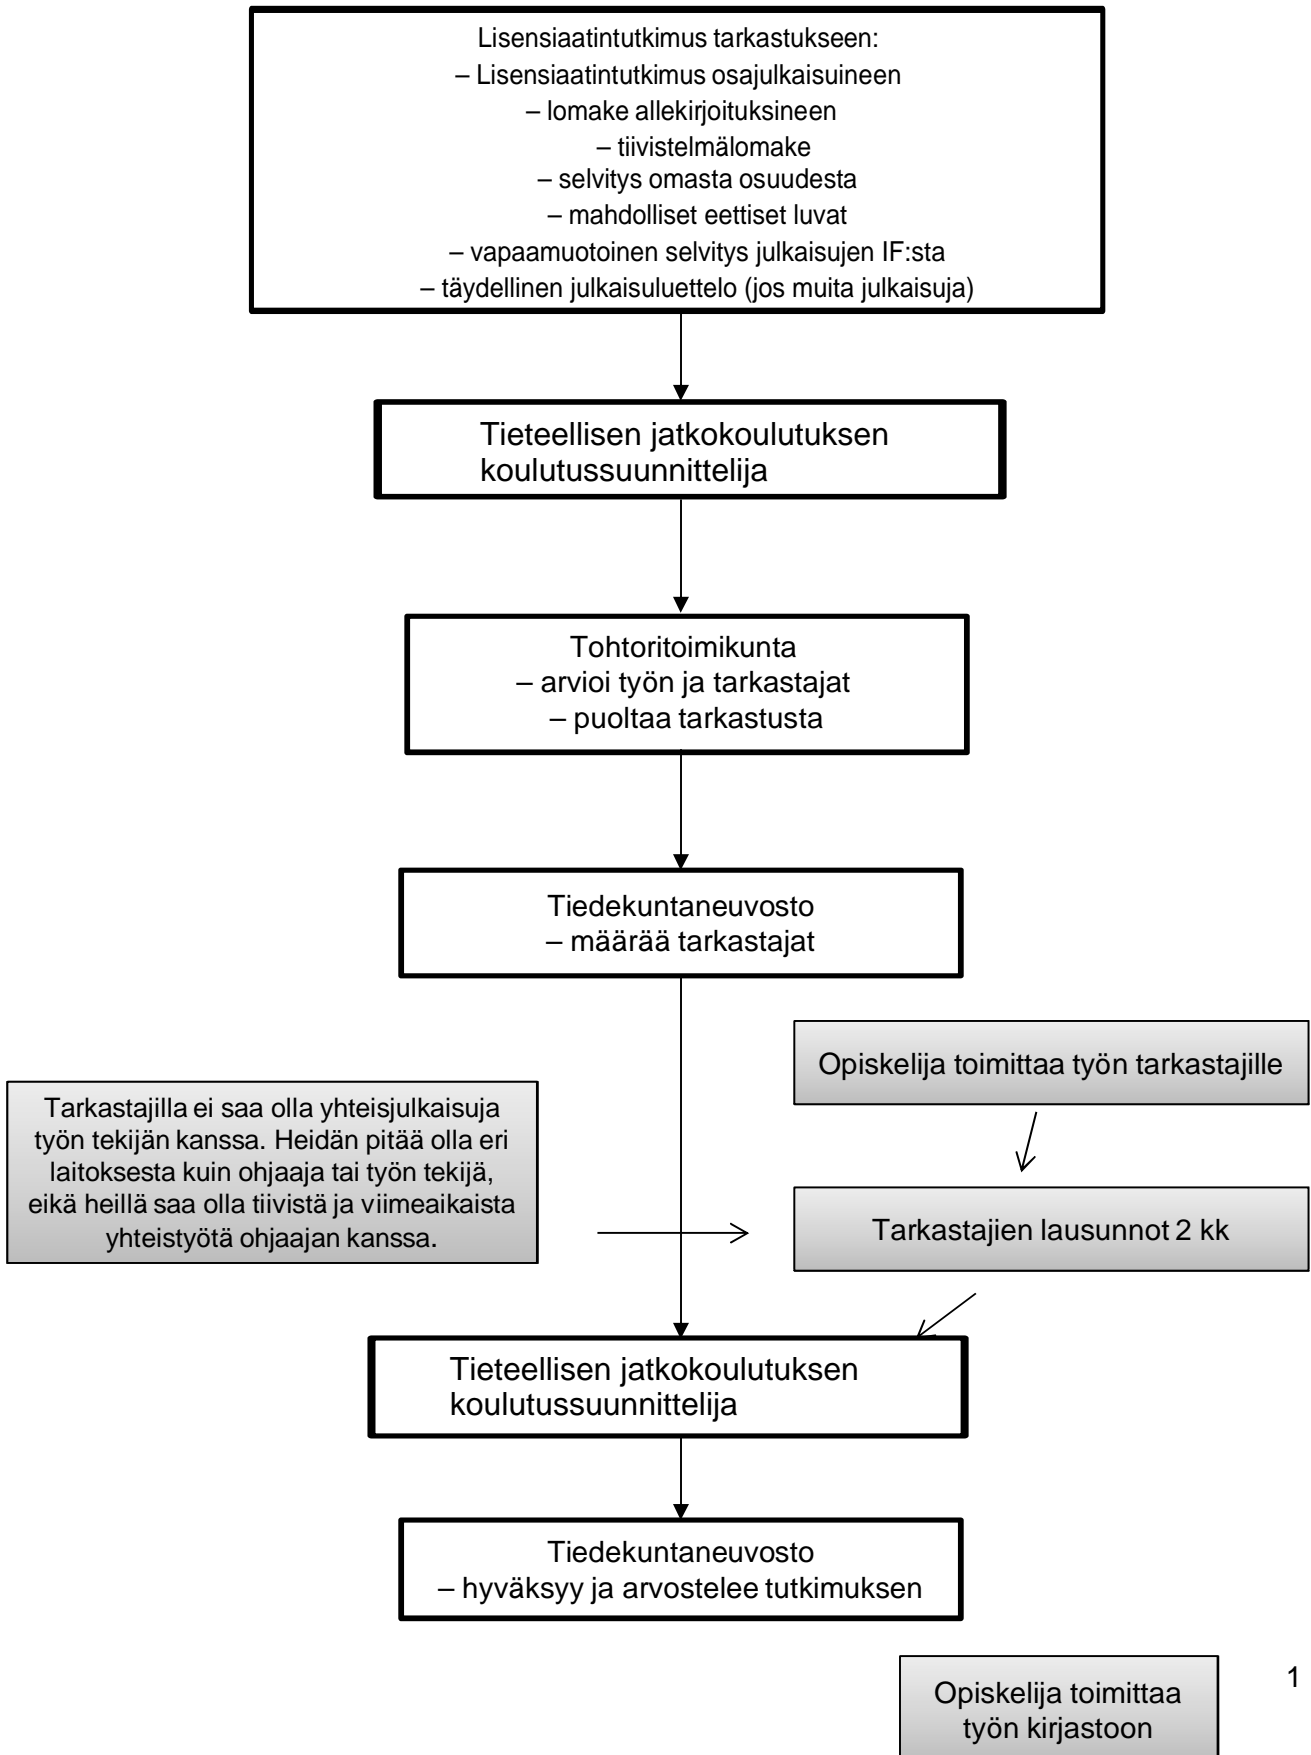 Lisensiaatintutkimus tarkastukseen:
– Lisensiaatintutkimus osajulkaisuineen
– lomake allekirjoituksineen
– tiivistelmälomake
– selvitys omasta osuudesta
– mahdolliset eettiset luvat
– vapaamuotoinen selvitys julkaisujen IF:sta
– täydellinen julkaisuluettelo (jos muita julkaisuja)
Tieteellisen jatkokoulutuksen
koulutussuunnittelija
Tohtoritoimikunta
– arvioi työn ja tarkastajat
– puoltaa tarkastusta
Tiedekuntaneuvosto
– määrää tarkastajat
Opiskelija toimittaa työn tarkastajille
Tarkastajilla ei saa olla yhteisjulkaisuja
työn tekijän kanssa. Heidän pitää olla eri
laitoksesta kuin ohjaaja tai työn tekijä,
eikä heillä saa olla tiivistä ja viimeaikaista
yhteistyötä ohjaajan kanssa.
Tarkastajien lausunnot 2 kk
Tieteellisen jatkokoulutuksen
koulutussuunnittelija
Tiedekuntaneuvosto
– hyväksyy ja arvostelee tutkimuksen
1
Opiskelija toimittaa
työn kirjastoon